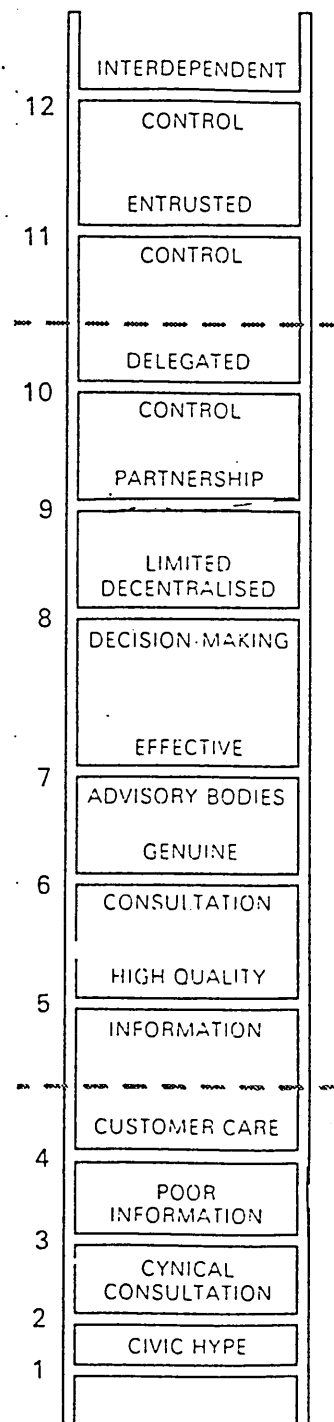 INTERDEPENDENT
12
CONTROL
ENTRUSTED
11
CONTROL
DELEGATED
10
CONTROL
PARTNERSHIP
9
LIMITED
DECENTRALISED
8
DECISION-MAKING
EFFECTIVE
7
ADVISORY BODIES
GENUINE
6
CONSULTATION
HIGH QUALITY
5
INFORMATION
CUSTOMER CARE
4
POOR
INFORMATION
3
CYNICAL
CONSULTATION
2
CIVIC HYPE
1